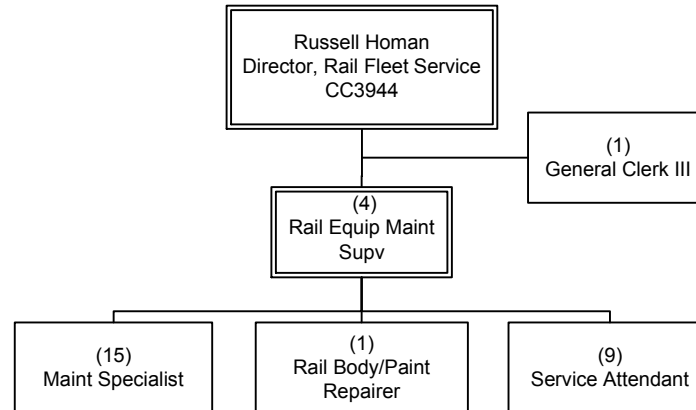 Russell Homan
Director, Rail Fleet Service
CC3944
(1)
General Clerk III
(4)
Rail Equip Maint
Supv
(15)
Maint Specialist
(1)
Rail Body/Paint
Repairer
(9)
Service Attendant